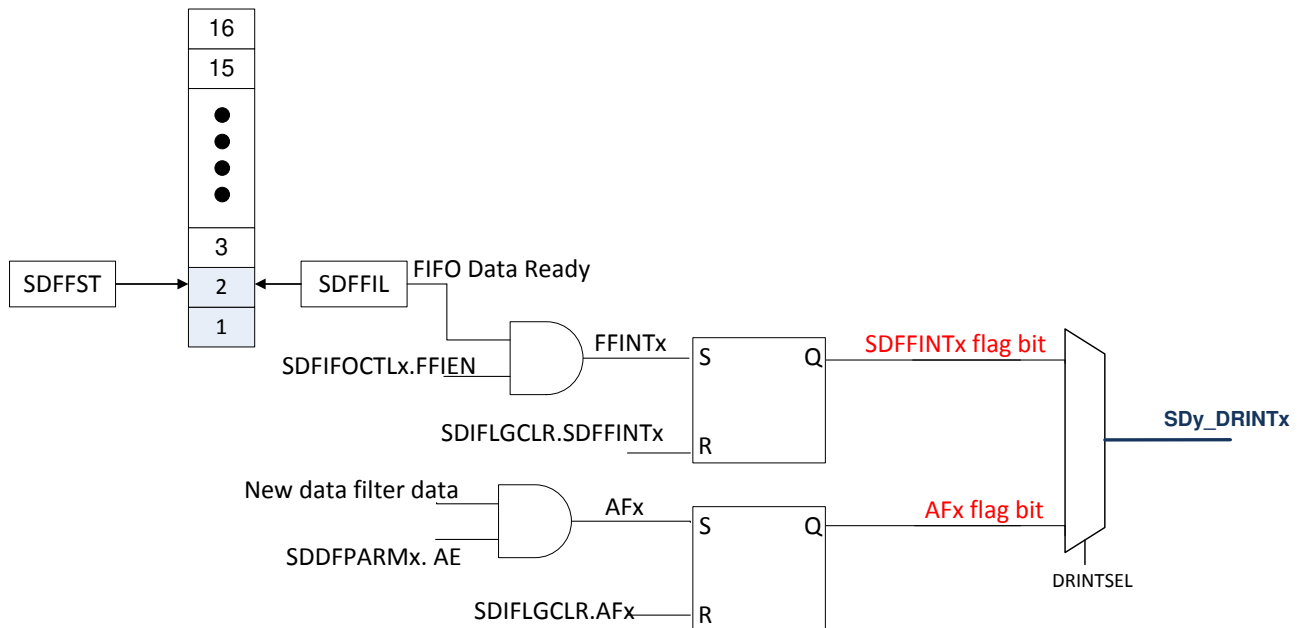 16
15
3
SDFFST
2
SDFFIL
FIFO Data Ready
1
FFINTx
SDFIFOCTLx.FFIEN
S
Q
SDFFINTx flag bit
SDIFLGCLR.SDFFINTx
R
SDy_DRINTx
New data filter data
AFx
SDDFPARMx. AE
S
Q
AFx flag bit
DRINTSEL
SDIFLGCLR.AFx
R